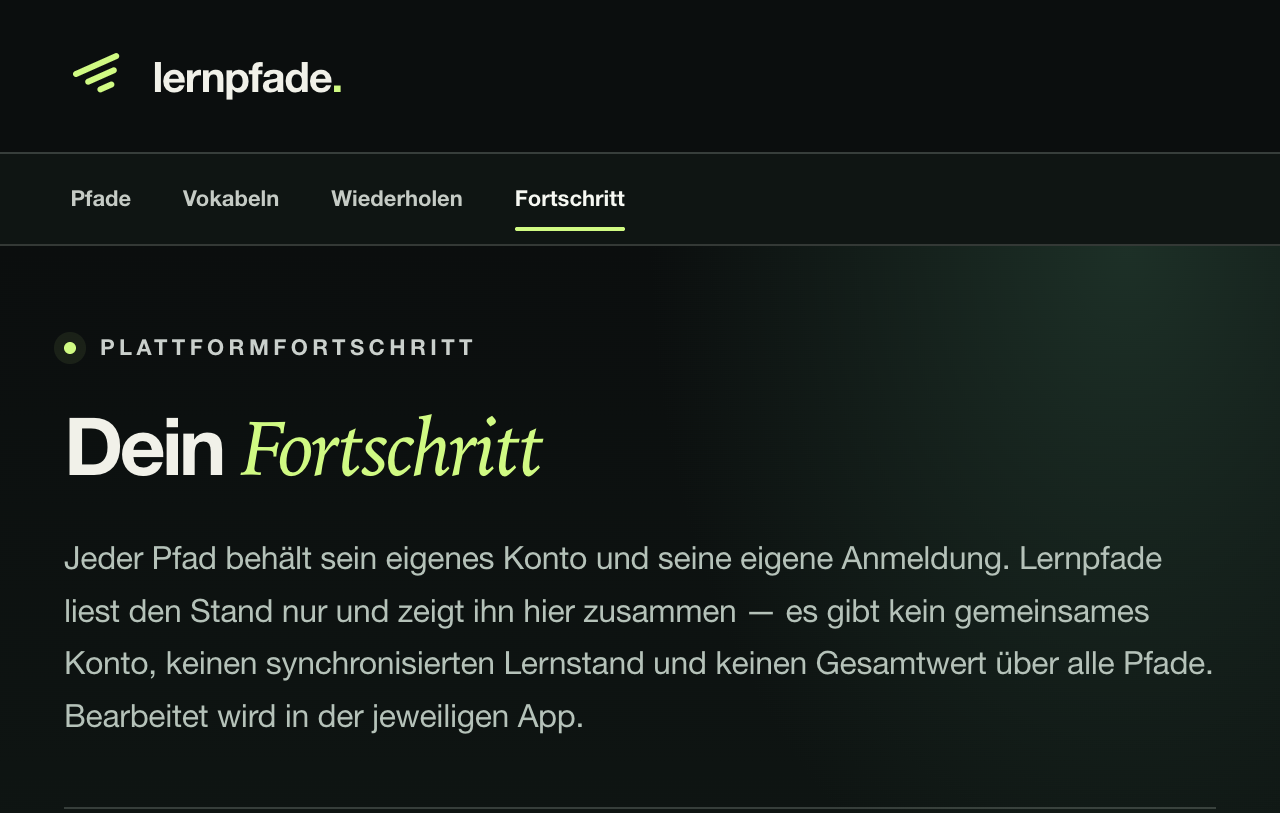 lernpfade.
Pfade Vokabeln Wiederholen Fortschritt
PLATTFORMFORTSCHRITT
Dein Fortschritt
Jeder Pfad behält sein eigenes Konto und seine eigene Anmeldung. Lernpfade
liest den Stand nur und zeigt ihn hier zusammen — es gibt kein gemeinsames
Konto, keinen synchronisierten Lernstand und keinen Gesamtwert über alle Pfade.
Bearbeitet wird in der jeweiligen App.